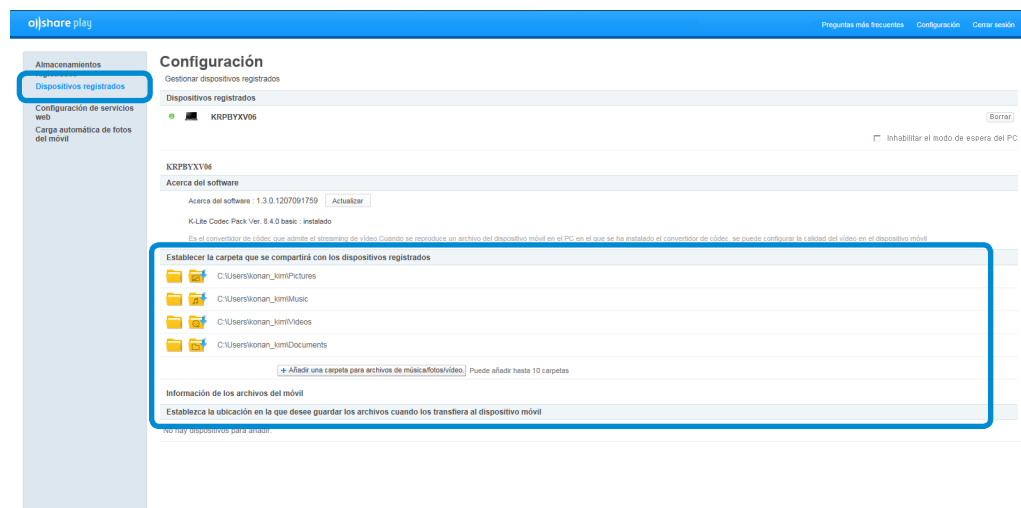 allshare play
Preguntas más frecuentes Configuración Cerrar sesión
Almacenamientos
Dispositivos registrados
Configuración de servicios
web
Carga automática de fotos
del móvil
Configuración
Gestionar dispositivos registrados
Dispositivos registrados
KRPBYXV06
Borrar
Inhabilitar el modo de espera del PC
KRPBYXV06
Acerca del software
Acerca del software : 1.3.0.1207091759 Actualizar
K-Lite Codec Pack Ver. 8.4.0 basic : instalado
Es el convertidor de códec que admite el streaming de vídeo.Cuando se reproduce un archivo del dispositivo móvil en el PC en el que se ha instalado el convertidor de códec, se puede configurar la calidad del vídeo en el dispositivo móvil
Establecer la carpeta que se compartirá con los dispositivos registrados
C:\Users\konan_kim\Pictures
C:\Users\konan_kim\Music
C:\Users\konan_kim\Videos
C:\Users\konan_kim\Documents
+ Añadir una carpeta para archivos de música/fotos/vídeo. Puede añadir hasta 10 carpetas
Información de los archivos del móvil
Establezca la ubicación en la que desee guardar los archivos cuando los transfiera al dispositivo móvil
No hay dispositivos para añadir.